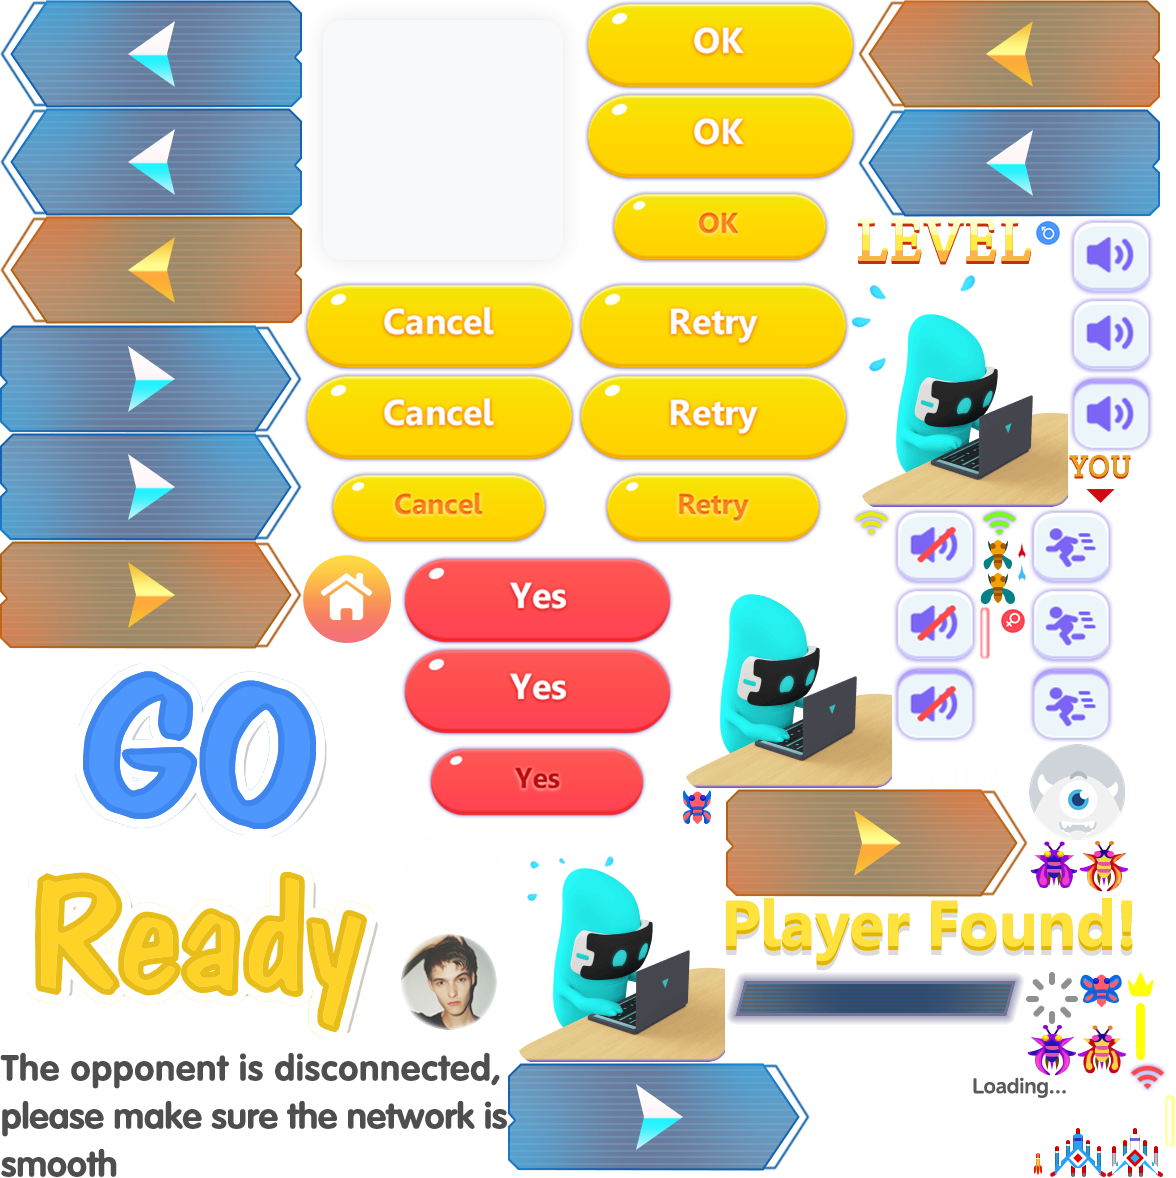 OK
OK
OK
LEVEL
Cancel
Retry
Cancel
Retry
YOU
Cancel
Retry
Yes
Yes
Yes
GO
Ready
Player Found!
The opponent is disconnected,
please make sure the network is
smooth
Loading...